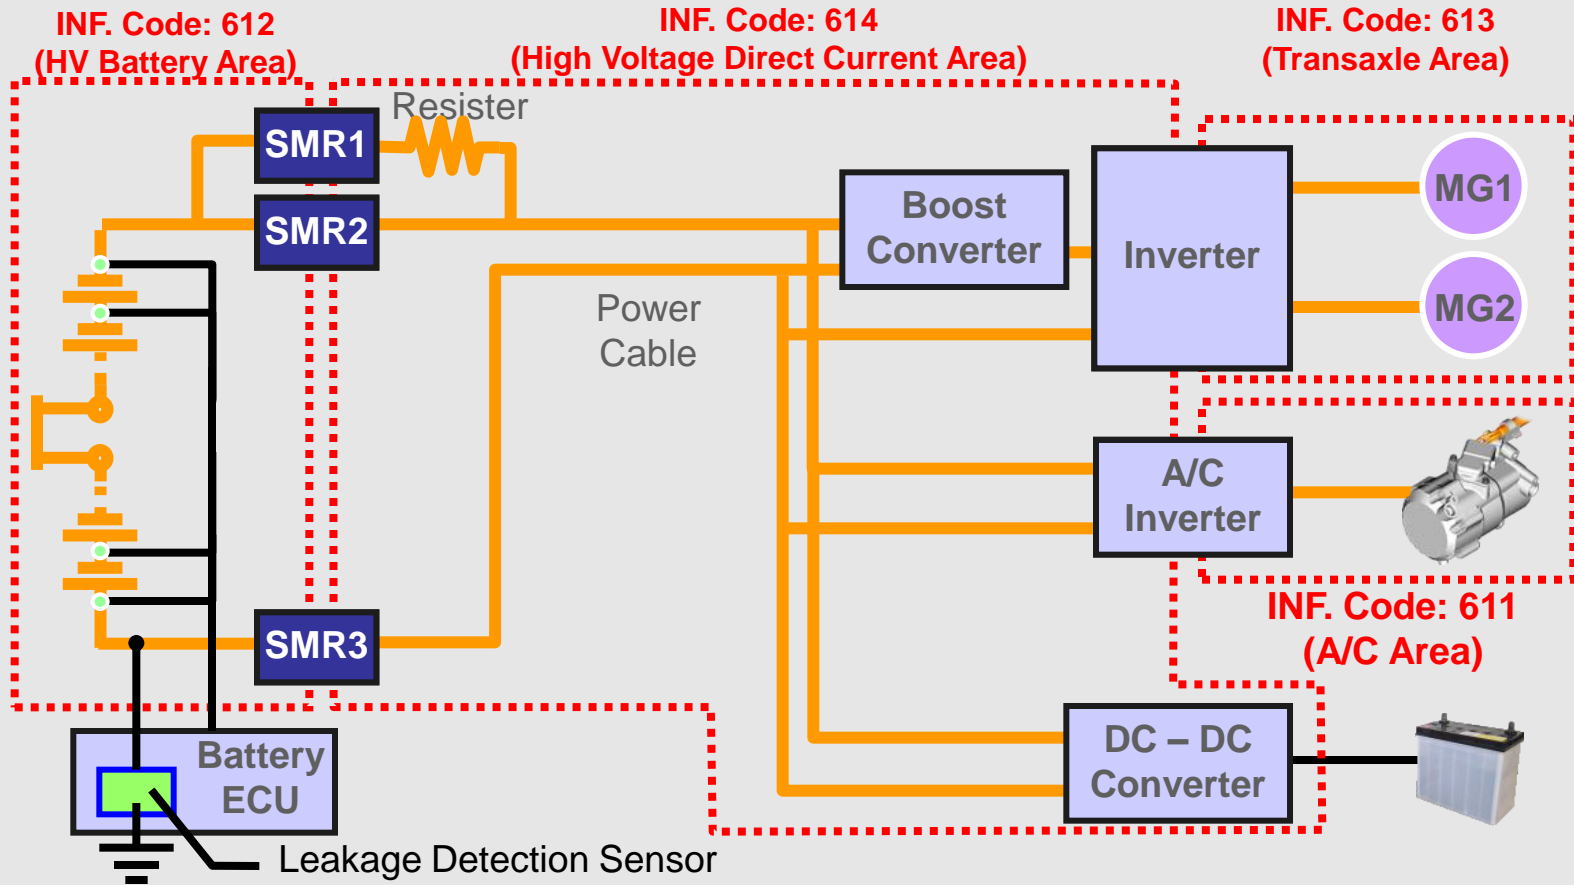 INF. Code: 612
(HV Battery Area)
INF. Code: 614
(High Voltage Direct Current Area)
INF. Code: 613
(Transaxle Area)
Resister
SMR1
SMR2
Boost
Converter
Inverter
MG1
MG2
Power
Cable
A/C
Inverter
INF. Code: 611
(A/C Area)
SMR3
DC – DC
Converter
Battery
ECU
Leakage Detection Sensor